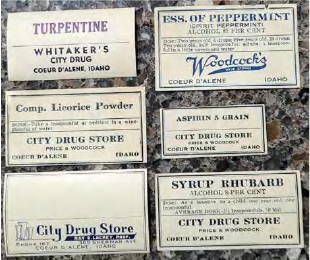 TURPENTINE
WHITAKER'S
CITY DRUG
COEUR D'ALENE, IDAHO
ESS. OF PEPPERMINT
(SPIRIT PEPPERMINT)
ALCOHOL 85 PER CENT
Woodcock's
COEUR D'ALENE IDAHO
Comp. Licorice Powder
CITY DRUG STORE
PRICE & WOODCOCK
COEUR D'ALENE IDAHO
ASPIRIN 5 GRAIN
CITY DRUG STORE
PRICE & WOODCOCK
COEUR D'ALENE IDAHO
City Drug Store
PHONE 167
COEUR D'ALENE, IDAHO
SYRUP RHUBARB
ALCOHOL 8 PER CENT
CITY DRUG STORE
PRICE & WOODCOCK
COEUR D'ALENE IDAHO